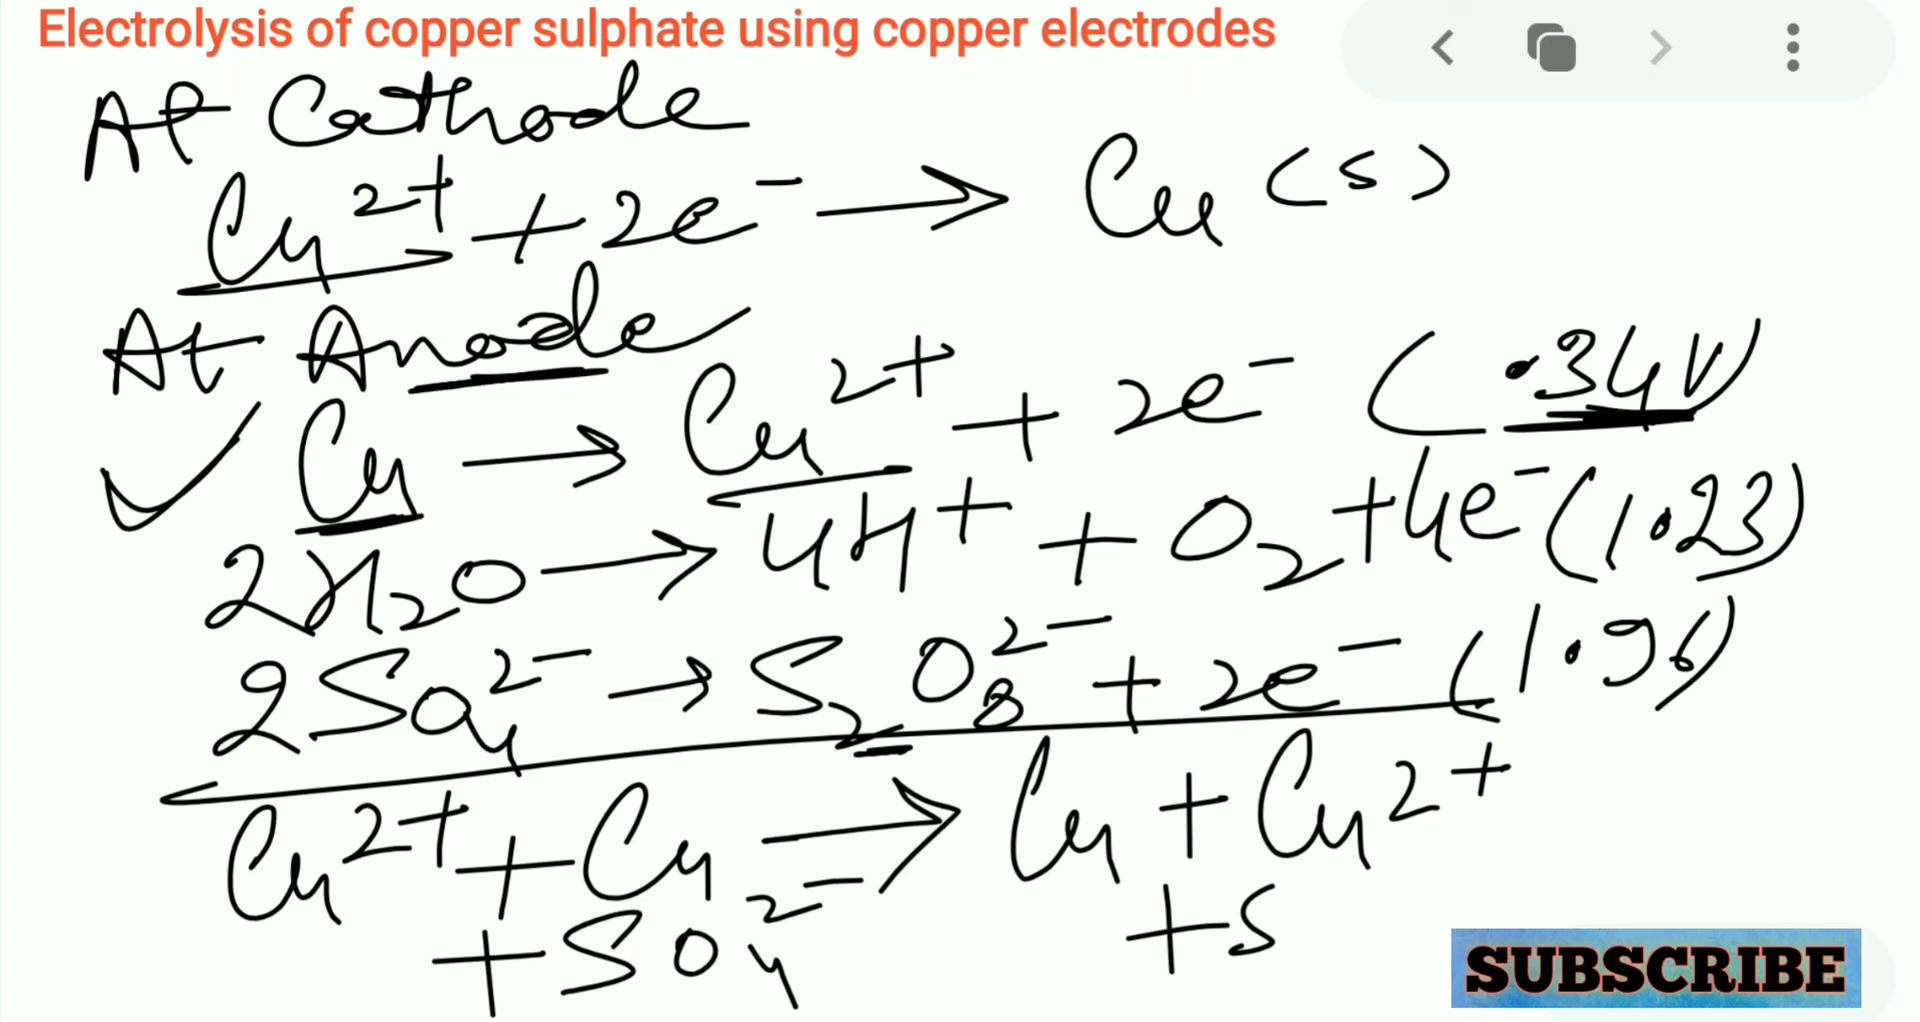 Electrolysis of copper sulphate using copper electrodes
At Cathode
Cu²⁺ + 2e⁻ → Cu (s)
At Anode
✓ Cu → Cu²⁺ + 2e⁻ (.34V)
2H₂O → 4H⁺ + O₂ + 4e⁻ (1.23)
2SO₄²⁻ → S₂O₈²⁻ + 2e⁻ (1.96)
Cu²⁺ + Cu → Cu + Cu²⁺
+ SO₄²⁻ + S
SUBSCRIBE